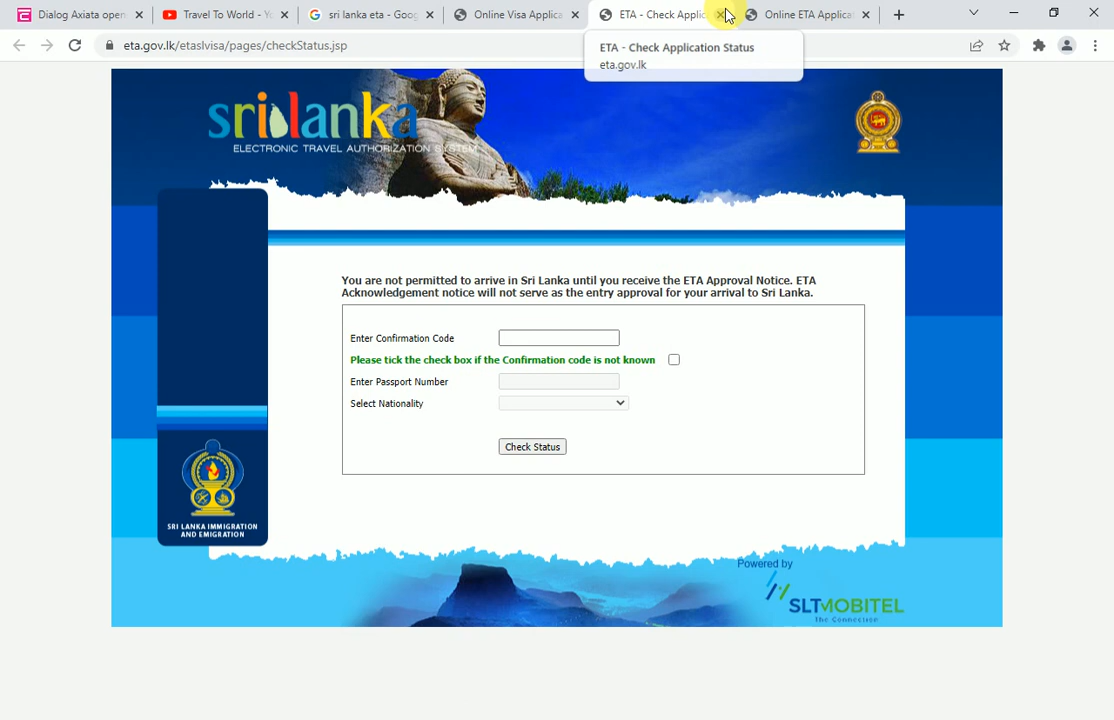 Dialog Axiata open
Travel To World - Y
sri lanka eta - Goog
Online Visa Applica
ETA - Check Applic
Online ETA Applica
eta.gov.lk/etaslvisa/pages/checkStatus.jsp
ETA - Check Application Status
eta.gov.lk
srilanka
ELECTRONIC TRAVEL AUTHORIZATION SYSTEM
You are not permitted to arrive in Sri Lanka until you receive the ETA Approval Notice. ETA
Acknowledgement notice will not serve as the entry approval for your arrival to Sri Lanka.
Enter Confirmation Code
Please tick the check box if the Confirmation code is not known
Enter Passport Number
Select Nationality
Check Status
SRI LANKA IMMIGRATION
AND EMIGRATION
Powered by
SLTMOBITEL
The Connection